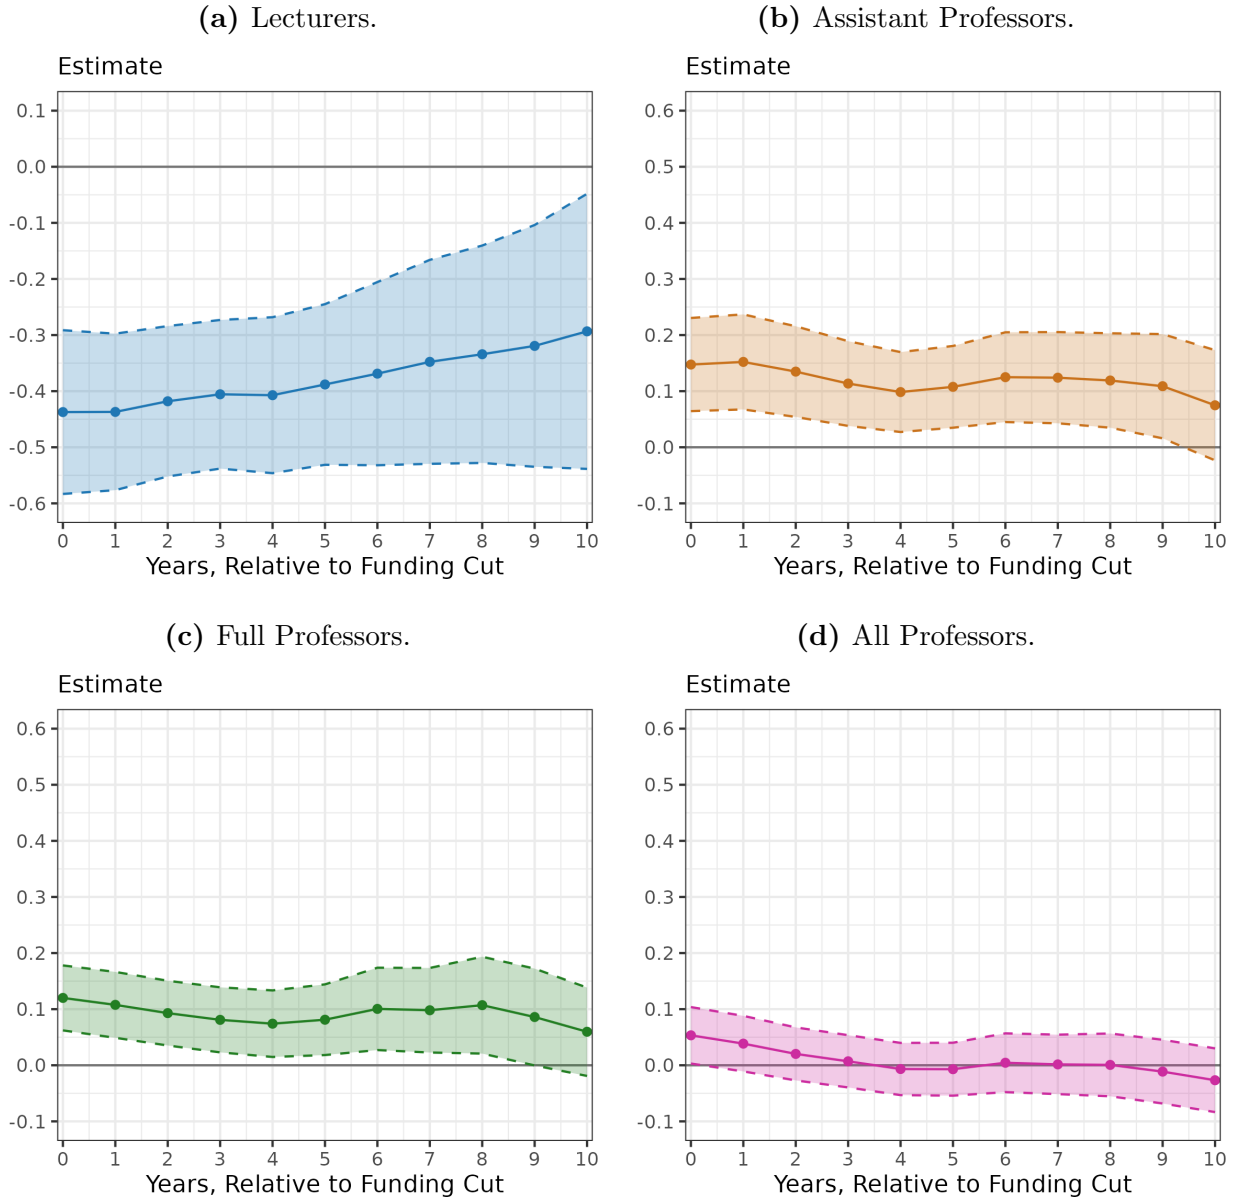 (a) Lecturers.
Estimate
0.1
0.0
-0.1
-0.2
-0.3
-0.4
-0.5
-0.6
0 1 2 3 4 5 6 7 8 9 10
Years, Relative to Funding Cut
(b) Assistant Professors.
Estimate
0.6
0.5
0.4
0.3
0.2
0.1
0.0
-0.1
0 1 2 3 4 5 6 7 8 9 10
Years, Relative to Funding Cut
(c) Full Professors.
Estimate
0.6
0.5
0.4
0.3
0.2
0.1
0.0
-0.1
0 1 2 3 4 5 6 7 8 9 10
Years, Relative to Funding Cut
(d) All Professors.
Estimate
0.6
0.5
0.4
0.3
0.2
0.1
0.0
-0.1
0 1 2 3 4 5 6 7 8 9 10
Years, Relative to Funding Cut